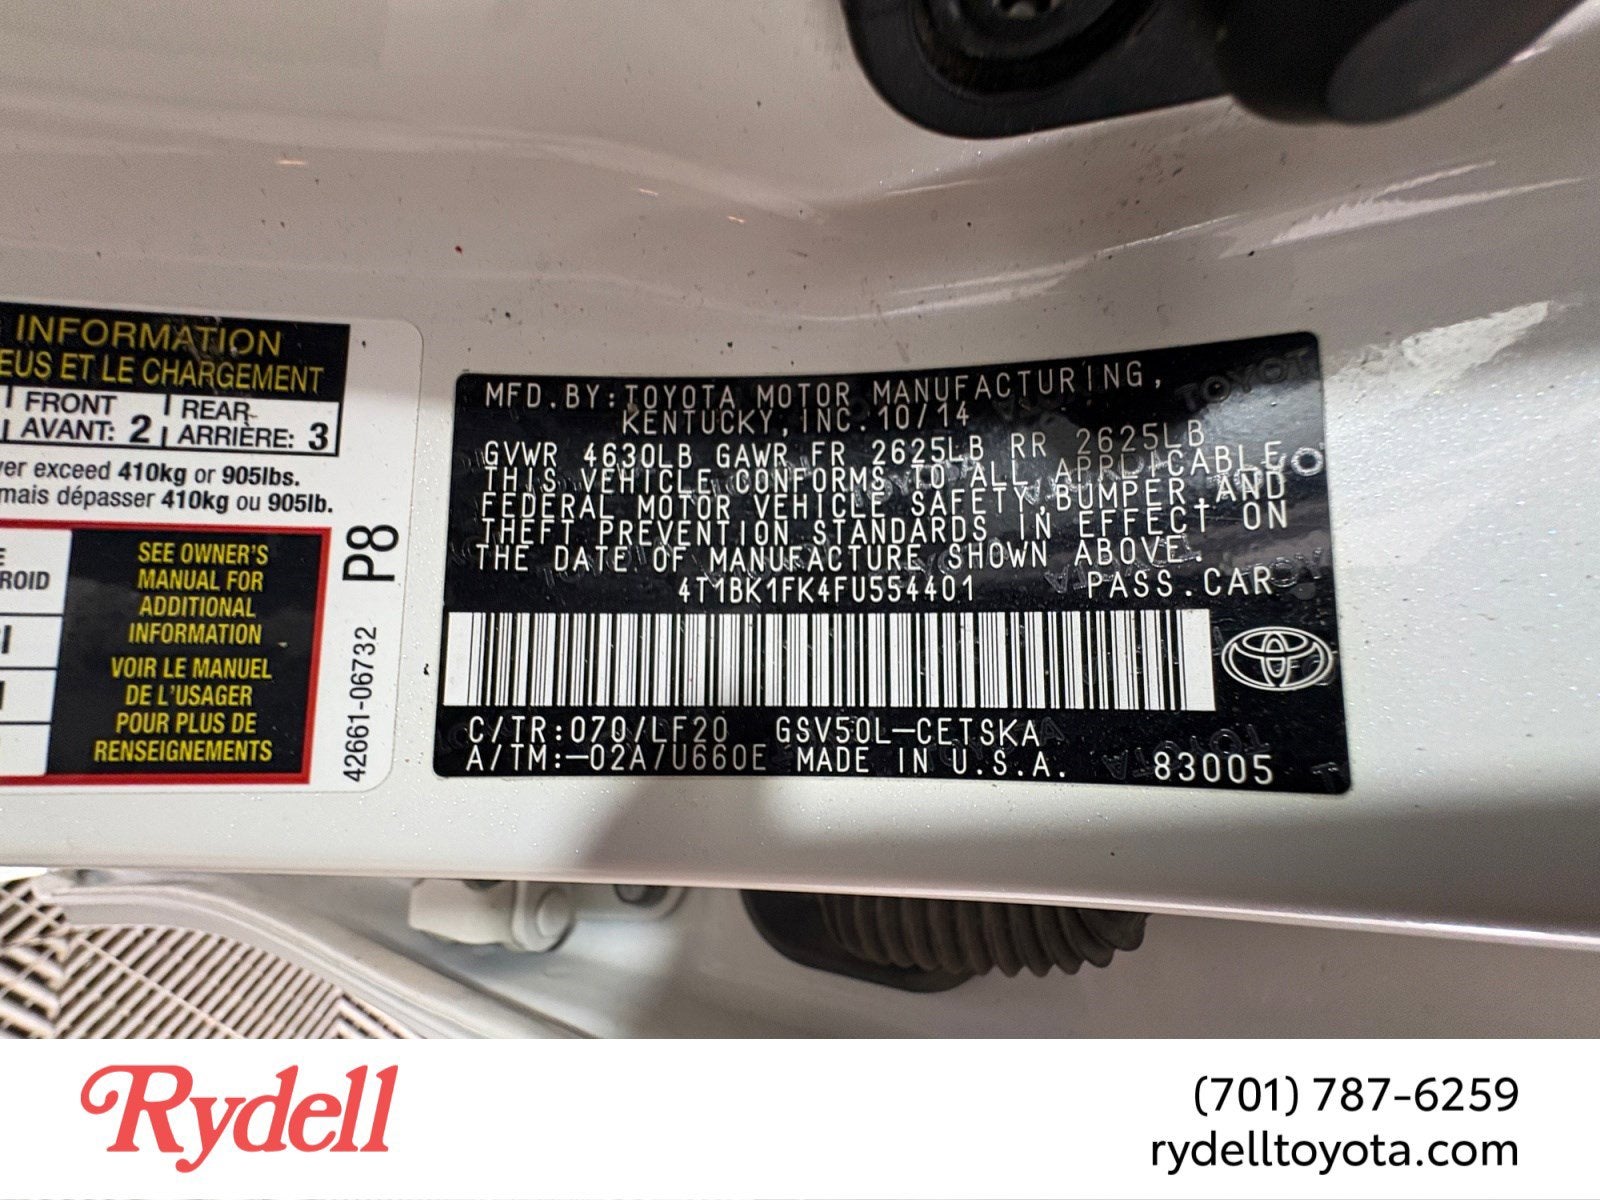 INFORMATION
EUS ET LE CHARGEMENT
FRONT
AVANT: 2
REAR
ARRIÈRE: 3
ver exceed 410kg or 905lbs.
mais dépasser 410kg ou 905lb.
SEE OWNER'S
MANUAL FOR
ADDITIONAL
INFORMATION
VOIR LE MANUEL
DE L'USAGER
POUR PLUS DE
RENSEIGNEMENTS
P8
42661-06732
MFD.BY:TOYOTA MOTOR MANUFACTURING,
KENTUCKY,INC.10/14
GVWR 4630LB GAWR FR 2625LB RR 2625LB
THIS VEHICLE CONFORMS TO ALL APPLICABLE
FEDERAL MOTOR VEHICLE SAFETY,BUMPER,AND
THEFT PREVENTION STANDARDS IN EFFECT ON
THE DATE OF MANUFACTURE SHOWN ABOVE.
4T1BK1FK4FU554401 PASS.CAR
C/TR:070/LF20 GSV50L-CETSKA
A/TM:-02A/U660E MADE IN U.S.A. 83005
Rydell
(701) 787-6259
rydelltoyota.com